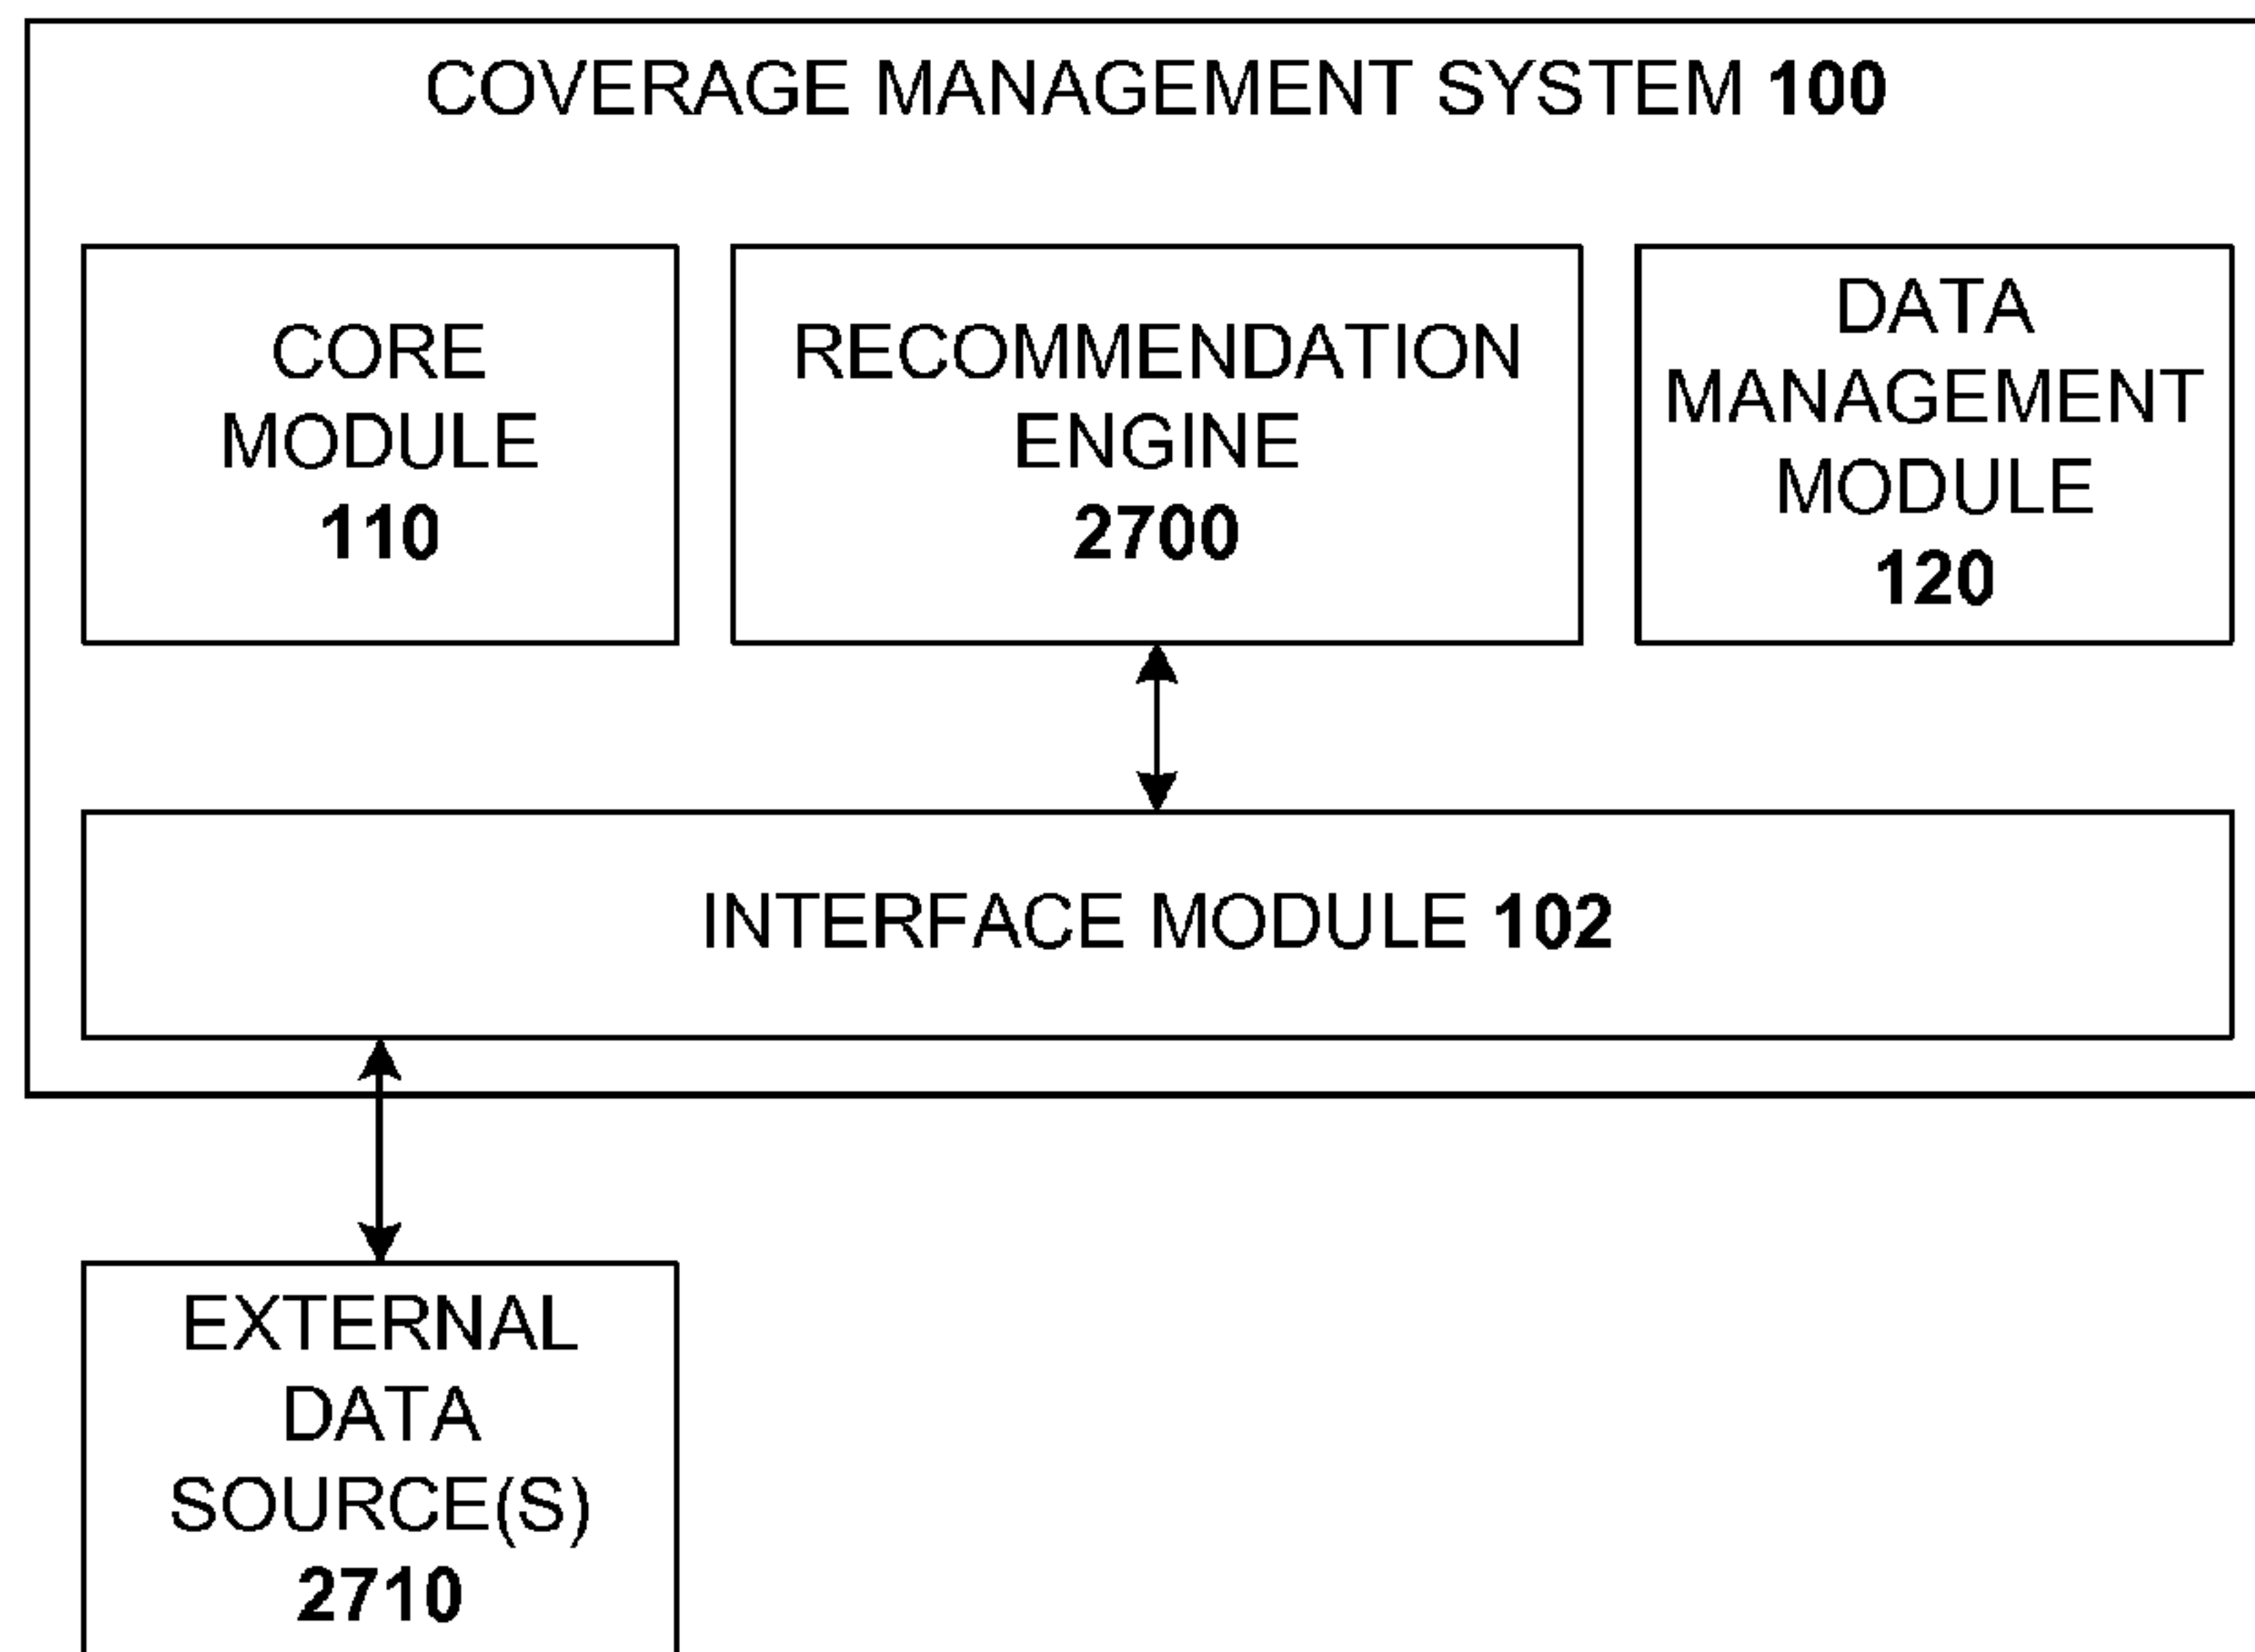 COVERAGE MANAGEMENT SYSTEM 100
CORE
MODULE
110
RECOMMENDATION
ENGINE
2700
DATA
MANAGEMENT
MODULE
120
INTERFACE MODULE 102
EXTERNAL
DATA
SOURCE(S)
2710